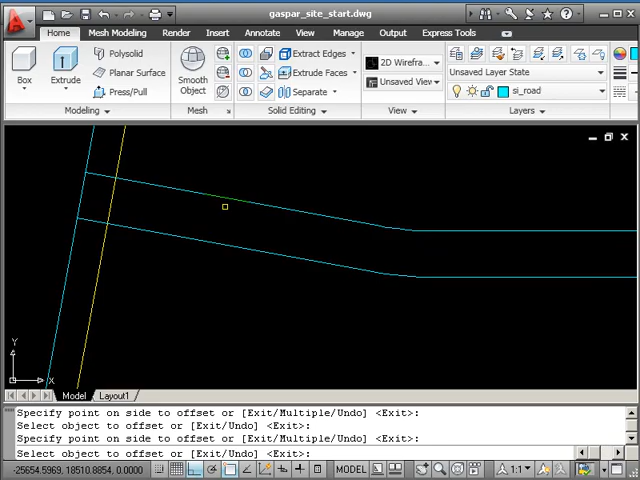 gaspar_site_start.dwg
Home Mesh Modeling Render Insert Annotate View Manage Output Express Tools
Box
Extrude
Polysolid
Planar Surface
Press/Pull
Smooth
Object
Extract Edges
Extrude Faces
Separate
2D Wirefra...
Unsaved View
Unsaved Layer State
si_road
Modeling
Mesh
Solid Editing
View
Layers
Y
X
Model Layout1
Specify point on side to offset or [Exit/Multiple/Undo] <Exit>:
Select object to offset or [Exit/Undo] <Exit>:
Specify point on side to offset or [Exit/Multiple/Undo] <Exit>:
Select object to offset or [Exit/Undo] <Exit>:
-25654.5969, 18510.8854, 0.0000
MODEL
1:1